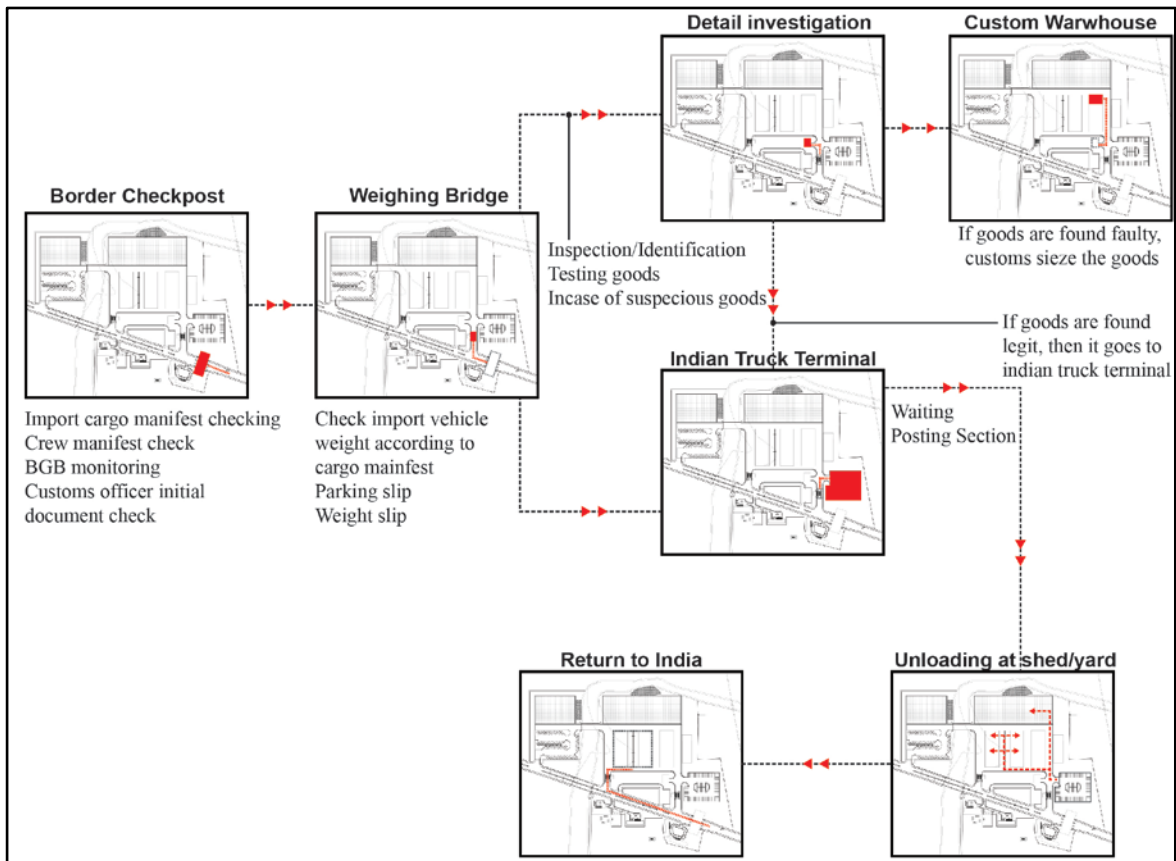 Detail investigation
Custom Warwhouse
Border Checkpost
Weighing Bridge
Inspection/Identification
Testing goods
Incase of suspecious goods
If goods are found faulty,
customs sieze the goods
If goods are found
legit, then it goes to
indian truck terminal
Indian Truck Terminal
Import cargo manifest checking
Crew manifest check
BGB monitoring
Customs officer initial
document check
Check import vehicle
weight according to
cargo mainfest
Parking slip
Weight slip
Waiting
Posting Section
Return to India
Unloading at shed/yard